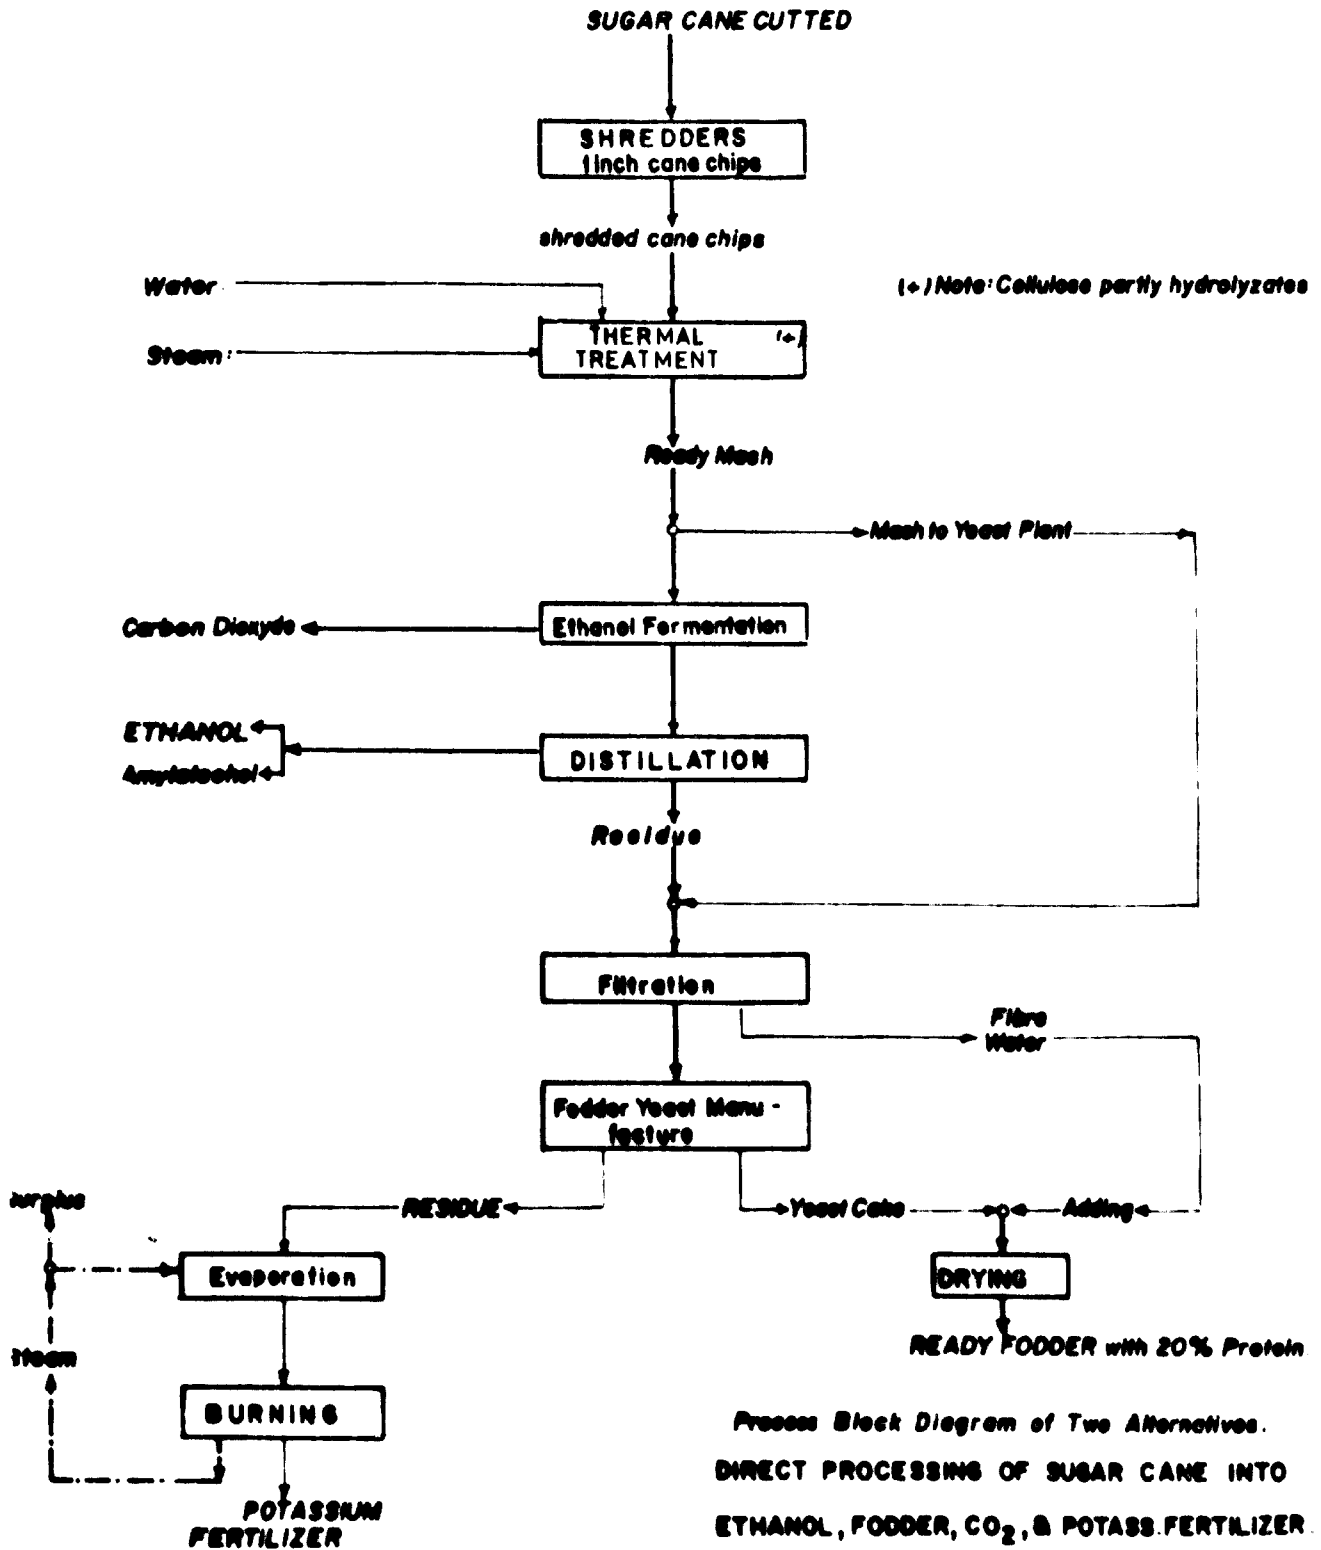 SUGAR CANE CUTTED
SHREDDERS
1 inch cane chips
shredded cane chips
Water
(+) Note: Cellulose partly hydrolyzates
THERMAL (+)
TREATMENT
Steam
Ready Mash
Mash to Yeast Plant
Carbon Dioxyde
Ethanol Fermentation
ETHANOL
Amylalcohol
DISTILLATION
Residue
Filtration
Fibre
Water
Fodder Yeast Manu-
facture
surplus
RESIDUE
Yeast Cake
Adding
Evaporation
DRYING
Steam
READY FODDER with 20% Protein
BURNING
POTASSIUM
FERTILIZER
Process Block Diagram of Two Alternatives.
DIRECT PROCESSING OF SUGAR CANE INTO
ETHANOL, FODDER, CO2, & POTASS. FERTILIZER